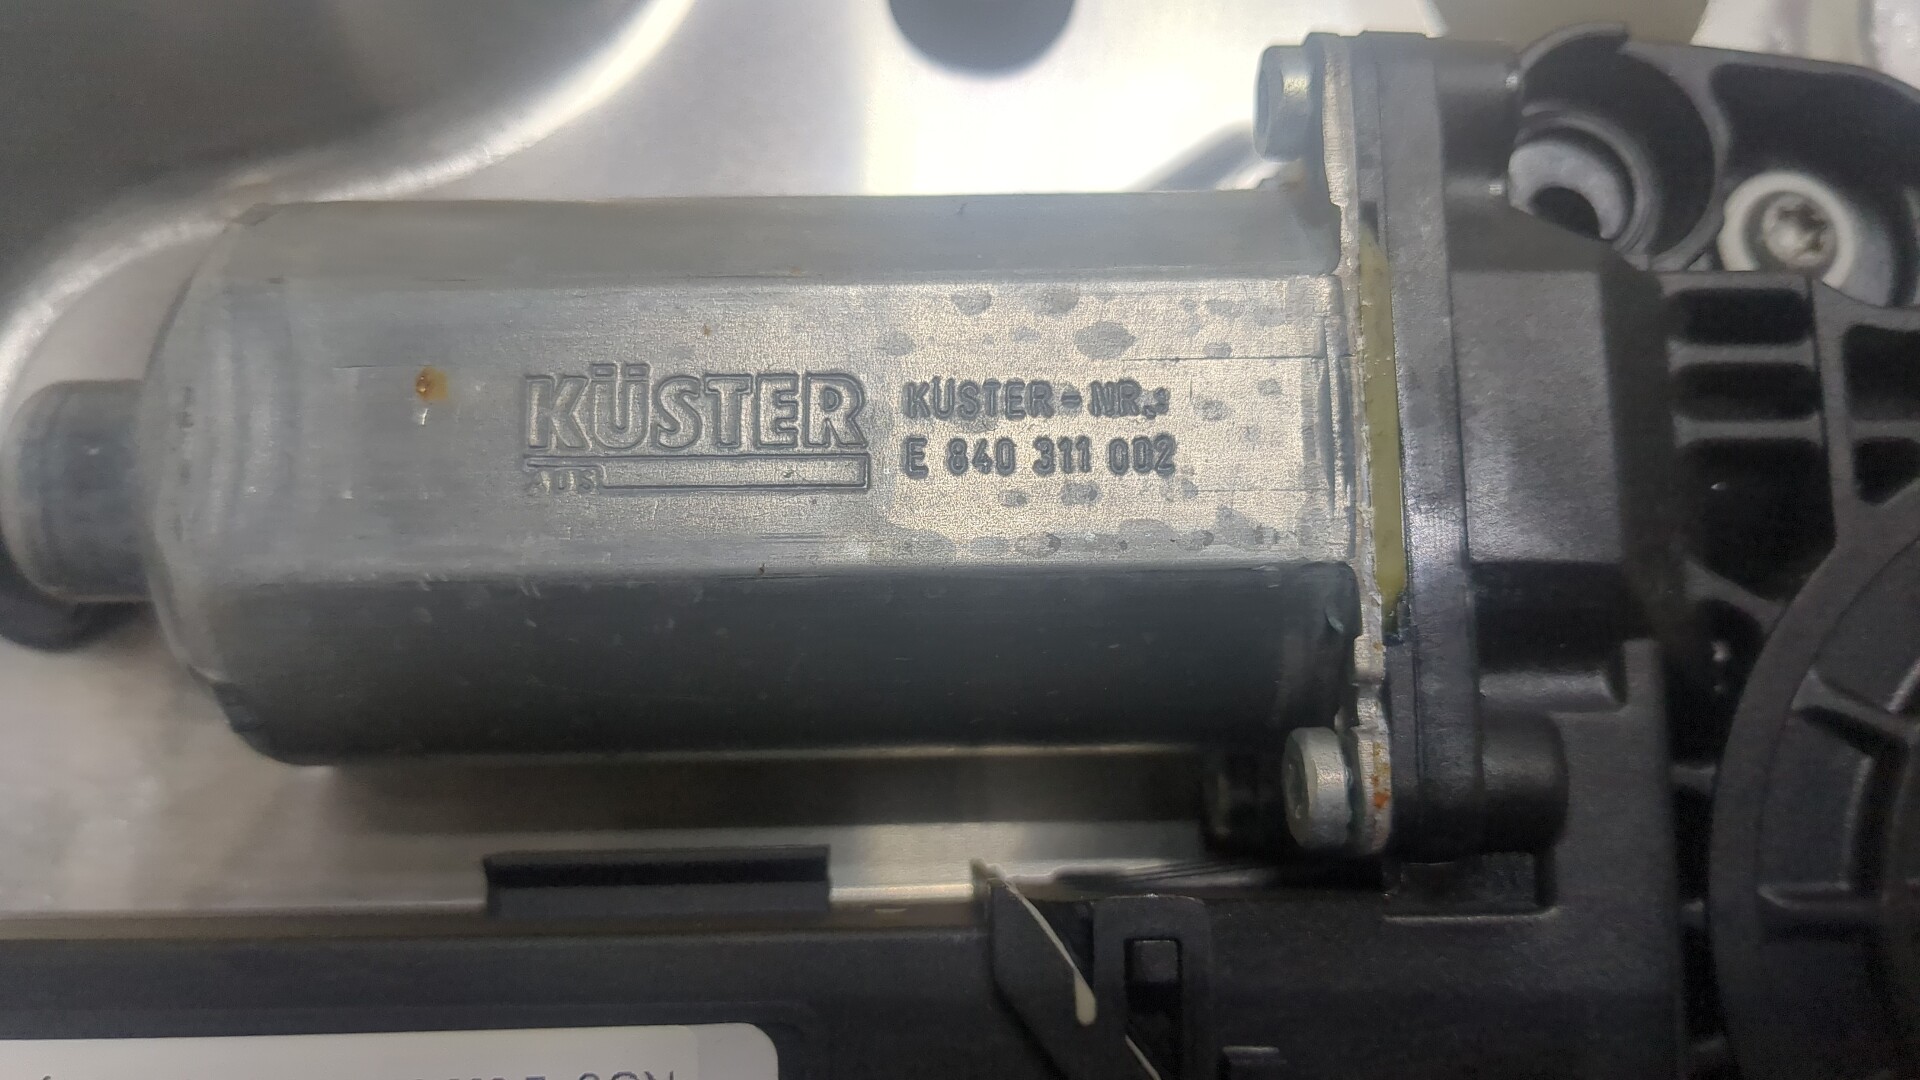 KÜSTER
KÜSTER-NR.:
E 840 311 002